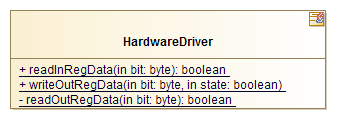 HardwareDriver
+ readInRegData(in bit: byte): boolean
+ writeOutRegData(in bit: byte, in state: boolean)
- readOutRegData(in bit: byte): boolean